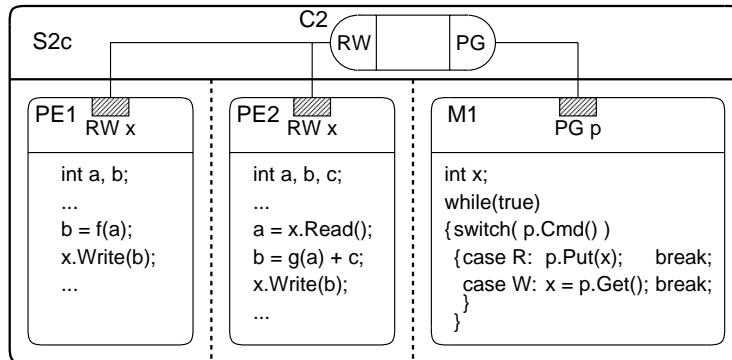 S2c
C2
RW
PG
PE1
RW x
int a, b;
...
b = f(a);
x.Write(b);
...
PE2
RW x
int a, b, c;
...
a = x.Read();
b = g(a) + c;
x.Write(b);
...
M1
PG p
int x;
while(true)
{ switch( p.Cmd() )
{ case R: p.Put(x); break;
case W: x = p.Get(); break;
}
}